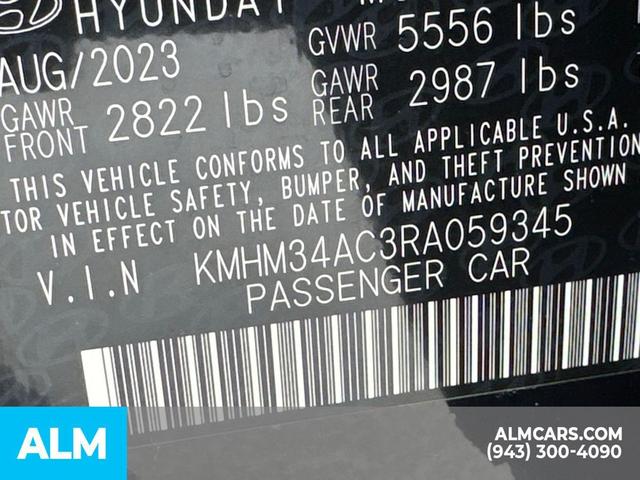 HYUNDAI
AUG/2023
GVWR 5556 lbs
GAWR FRONT 2822 lbs
GAWR REAR 2987 lbs
THIS VEHICLE CONFORMS TO ALL APPLICABLE U.S.A.
TOR VEHICLE SAFETY, BUMPER, AND THEFT PREVENTION
IN EFFECT ON THE DATE OF MANUFACTURE SHOWN
V.I.N KMHM34AC3RA059345
PASSENGER CAR
ALM
ALMCARS.COM
(943) 300-4090